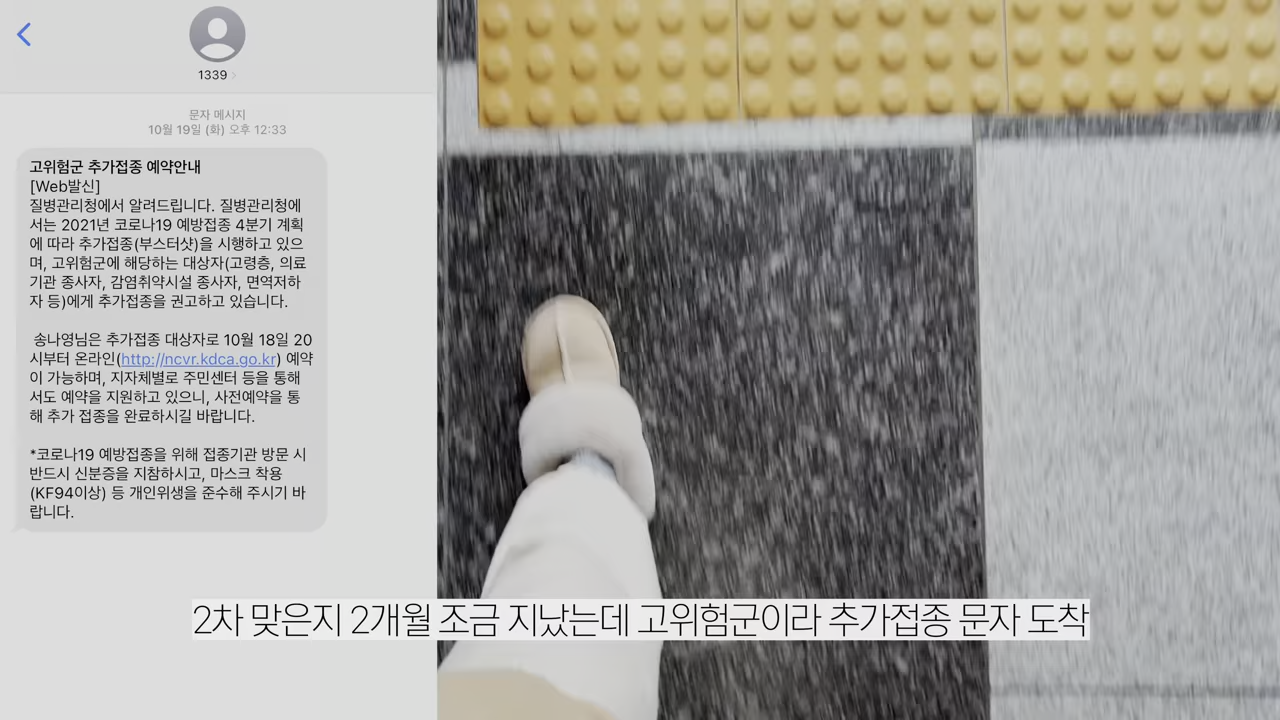 1339
문자 메시지
10월 19일 (화) 오후 12:33
고위험군 추가접종 예약안내
[Web발신]
질병관리청에서 알려드립니다. 질병관리청에
서는 2021년 코로나19 예방접종 4분기 계획
에 따라 추가접종(부스터샷)을 시행하고 있으
며, 고위험군에 해당하는 대상자(고령층, 의료
기관 종사자, 감염취약시설 종사자, 면역저하
자 등)에게 추가접종을 권고하고 있습니다.
송나영님은 추가접종 대상자로 10월 18일 20
시부터 온라인(http://ncvr.kdca.go.kr) 예약
이 가능하며, 지자체별로 주민센터 등을 통해
서도 예약을 지원하고 있으니, 사전예약을 통
해 추가 접종을 완료하시길 바랍니다.
*코로나19 예방접종을 위해 접종기관 방문 시
반드시 신분증을 지참하시고, 마스크 착용
(KF94이상) 등 개인위생을 준수해 주시기 바
랍니다.
2차 맞은지 2개월 조금 지났는데 고위험군이라 추가접종 문자 도착